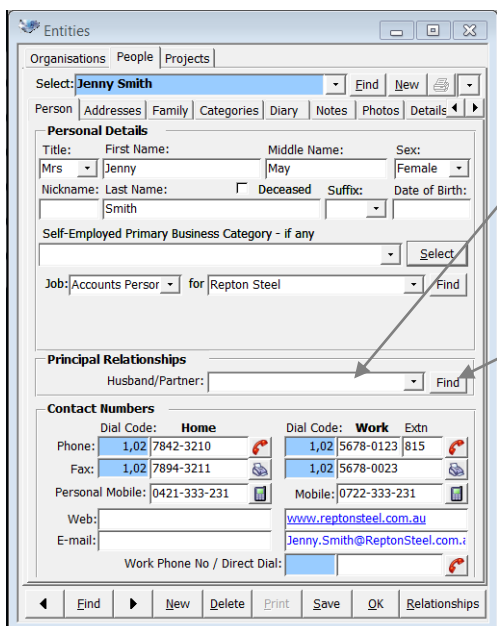 Entities
Organisations People Projects
Select: Jenny Smith Find New
Person Addresses Family Categories Diary Notes Photos Details
Personal Details
Title: First Name: Middle Name: Sex:
Mrs Jenny May Female
Nickname: Last Name: Deceased Suffix: Date of Birth:
Smith
Self-Employed Primary Business Category - if any
Select
Job: Accounts Person for Repton Steel Find
Principal Relationships
Husband/Partner: Find
Contact Numbers
Dial Code: Home Dial Code: Work Extn
Phone: 1,02 7842-3210 1,02 5678-0123 815
Fax: 1,02 7894-3211 1,02 5678-0023
Personal Mobile: 0421-333-231 Mobile: 0722-333-231
Web: www.reptonsteel.com.au
E-mail: Jenny.Smith@ReptonSteel.com.a
Work Phone No / Direct Dial:
Find New Delete Print Save OK Relationships